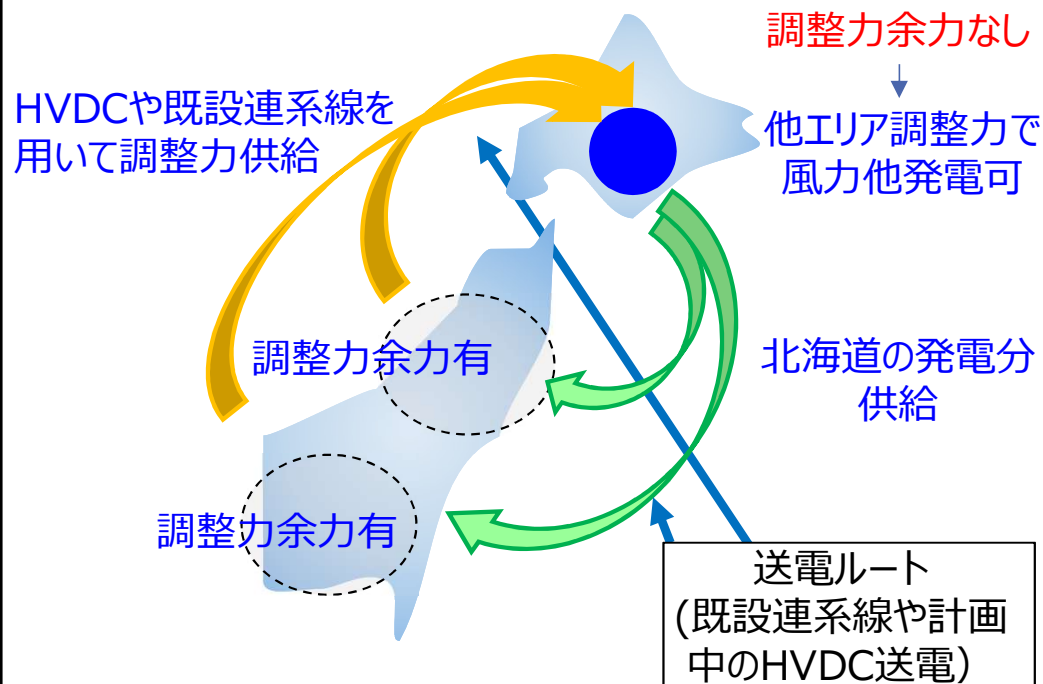 調整力余力なし
HVDCや既設連系線を
用いて調整力供給
他エリア調整力で
風力他発電可
調整力余力有
北海道の発電分
供給
調整力余力有
送電ルート
(既設連系線や計画
中のHVDC送電）